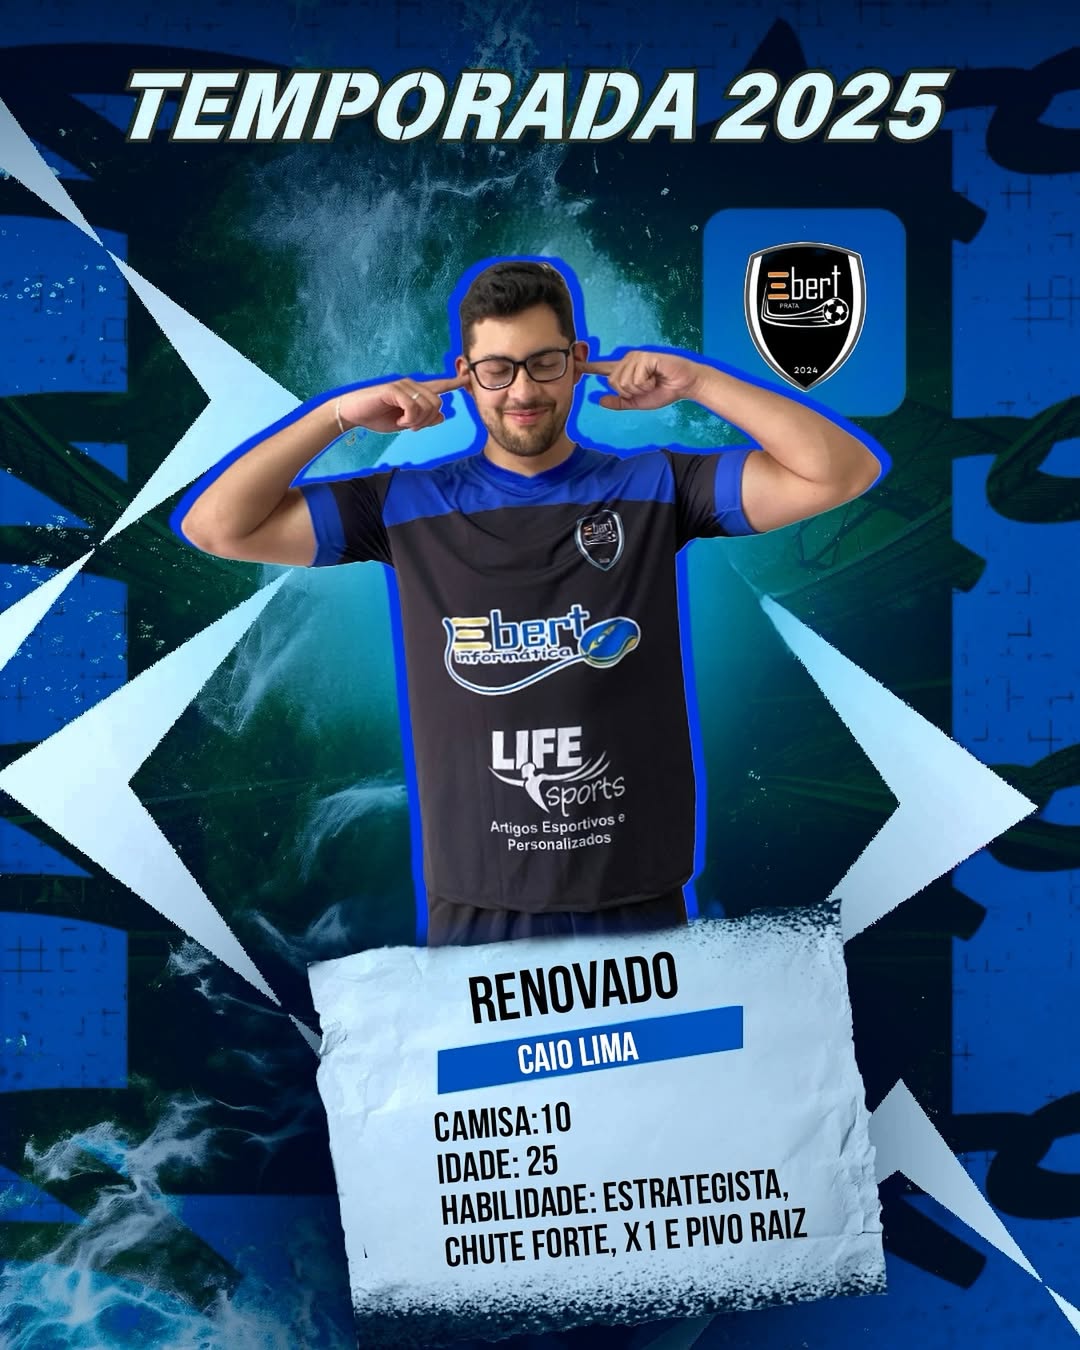 TEMPORADA 2025
Ebert
PRATA
2024
Ebert
Ebert
informática
LIFE
sports
Artigos Esportivos e
Personalizados
RENOVADO
CAIO LIMA
CAMISA:10
IDADE: 25
HABILIDADE: ESTRATEGISTA,
CHUTE FORTE, X1 E PIVO RAIZ